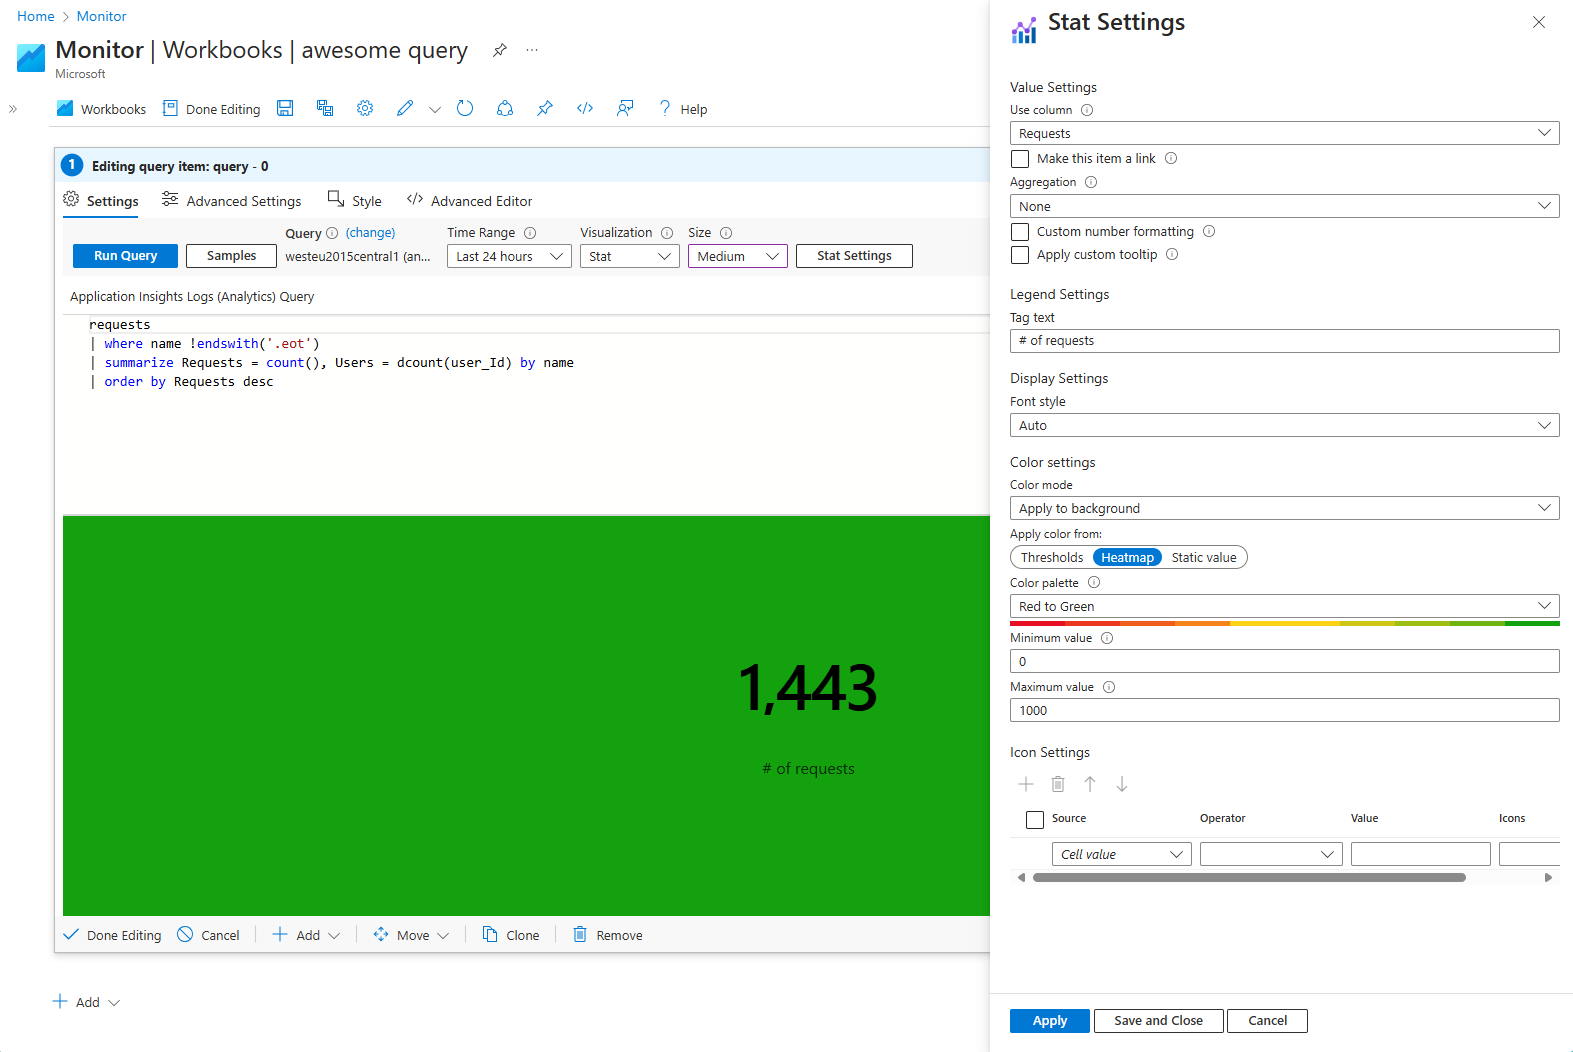 Home > Monitor
Monitor | Workbooks | awesome query
Microsoft
Workbooks Done Editing Help
1 Editing query item: query - 0
Settings Advanced Settings Style Advanced Editor
Query (change) Time Range Visualization Size
Run Query Samples westeu2015central1 (an... Last 24 hours Stat Medium Stat Settings
Application Insights Logs (Analytics) Query
requests
| where name !endswith('.eot')
| summarize Requests = count(), Users = dcount(user_Id) by name
| order by Requests desc
1,443
# of requests
Done Editing Cancel Add Move Clone Remove
Add
Stat Settings
Value Settings
Use column
Requests
Make this item a link
Aggregation
None
Custom number formatting
Apply custom tooltip
Legend Settings
Tag text
# of requests
Display Settings
Font style
Auto
Color settings
Color mode
Apply to background
Apply color from:
Thresholds Heatmap Static value
Color palette
Red to Green
Minimum value
0
Maximum value
1000
Icon Settings
Source Operator Value Icons
Cell value
Apply Save and Close Cancel